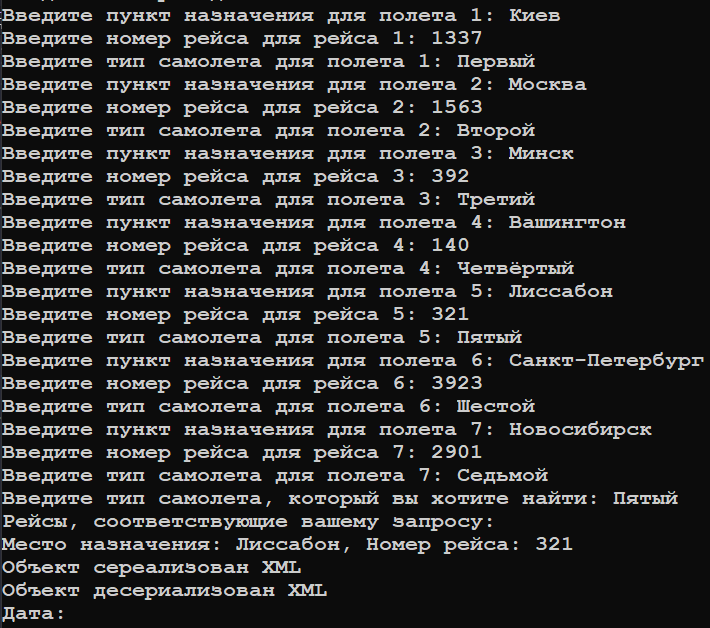 Введите пункт назначения для полета 1: Киев
Введите номер рейса для рейса 1: 1337
Введите тип самолета для полета 1: Первый
Введите пункт назначения для полета 2: Москва
Введите номер рейса для рейса 2: 1563
Введите тип самолета для полета 2: Второй
Введите пункт назначения для полета 3: Минск
Введите номер рейса для рейса 3: 392
Введите тип самолета для полета 3: Третий
Введите пункт назначения для полета 4: Вашингтон
Введите номер рейса для рейса 4: 140
Введите тип самолета для полета 4: Четвёртый
Введите пункт назначения для полета 5: Лиссабон
Введите номер рейса для рейса 5: 321
Введите тип самолета для полета 5: Пятый
Введите пункт назначения для полета 6: Санкт-Петербург
Введите номер рейса для рейса 6: 3923
Введите тип самолета для полета 6: Шестой
Введите пункт назначения для полета 7: Новосибирск
Введите номер рейса для рейса 7: 2901
Введите тип самолета для полета 7: Седьмой
Введите тип самолета, который вы хотите найти: Пятый
Рейсы, соответствующие вашему запросу:
Место назначения: Лиссабон, Номер рейса: 321
Объект сереализован XML
Объект десериализован XML
Дата: